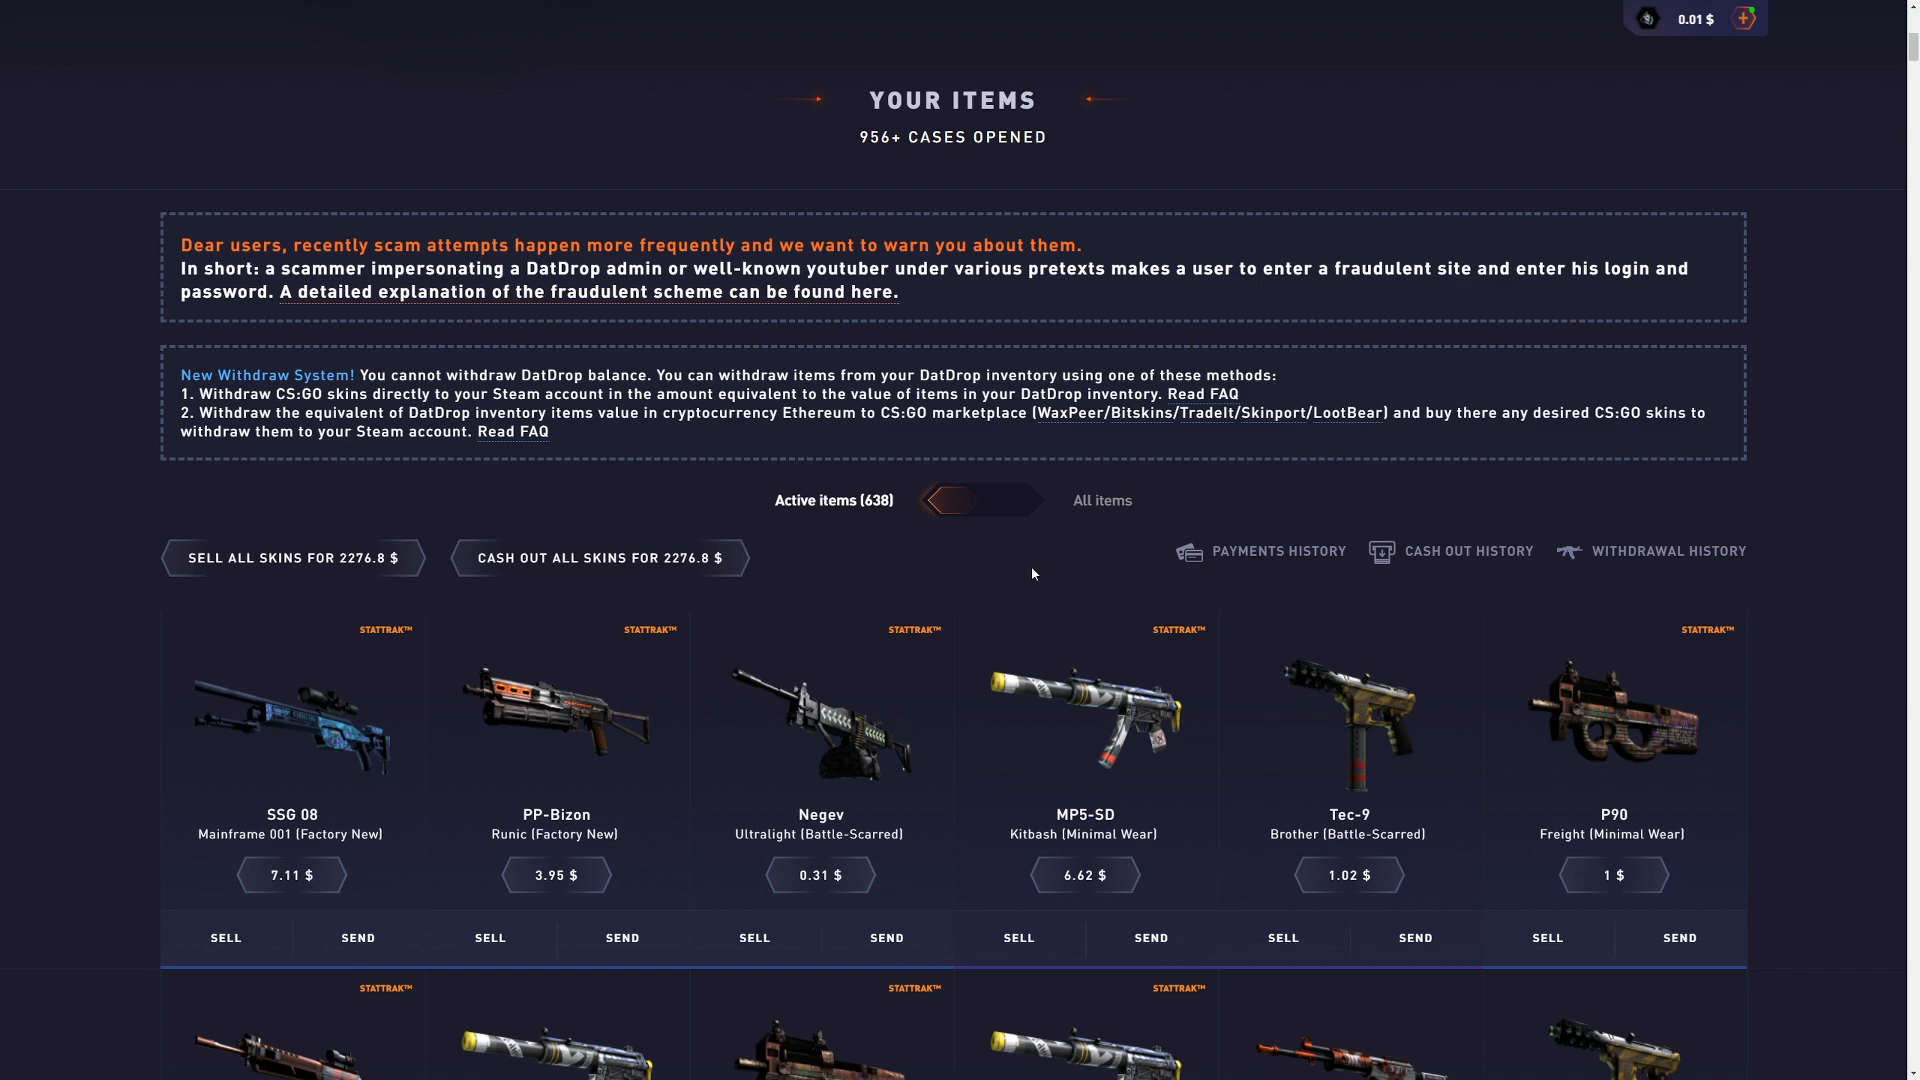 0.01 $
YOUR ITEMS
956+ CASES OPENED
Dear users, recently scam attempts happen more frequently and we want to warn you about them.
In short: a scammer impersonating a DatDrop admin or well-known youtuber under various pretexts makes a user to enter a fraudulent site and enter his login and
password. A detailed explanation of the fraudulent scheme can be found here.
New Withdraw System! You cannot withdraw DatDrop balance. You can withdraw items from your DatDrop inventory using one of these methods:
1. Withdraw CS:GO skins directly to your Steam account in the amount equivalent to the value of items in your DatDrop inventory. Read FAQ
2. Withdraw the equivalent of DatDrop inventory items value in cryptocurrency Ethereum to CS:GO marketplace (WaxPeer/Bitskins/TradeIt/Skinport/LootBear) and buy there any desired CS:GO skins to
withdraw them to your Steam account. Read FAQ
Active items (638) All items
SELL ALL SKINS FOR 2276.8 $ CASH OUT ALL SKINS FOR 2276.8 $ PAYMENTS HISTORY CASH OUT HISTORY WITHDRAWAL HISTORY
STATTRAK™ STATTRAK™ STATTRAK™ STATTRAK™ STATTRAK™
SSG 08 PP-Bizon Negev MP5-SD Tec-9 P90
Mainframe 001 (Factory New) Runic (Factory New) Ultralight (Battle-Scarred) Kitbash (Minimal Wear) Brother (Battle-Scarred) Freight (Minimal Wear)
7.11 $ 3.95 $ 0.31 $ 6.62 $ 1.02 $ 1 $
SELL SEND SELL SEND SELL SEND SELL SEND SELL SEND SELL SEND
STATTRAK™ STATTRAK™ STATTRAK™